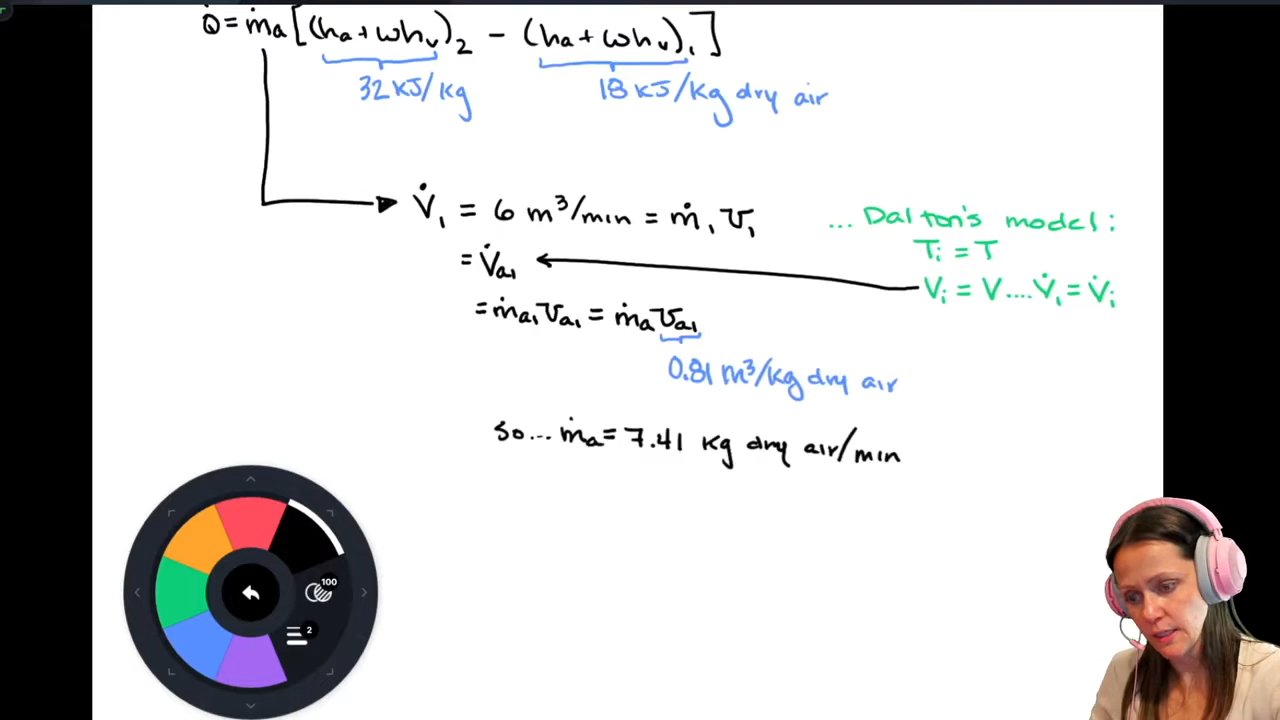 Q̇ = ṁa[(ha + ωhv)2 − (ha + ωhv)1]
32 kJ/kg 18 kJ/kg dry air
V̇1 = 6 m³/min = ṁ1 v1
... Dalton's model:
Ti = T
= V̇a1
Vi = V .... V̇1 = V̇i
= ṁa1 va1 = ṁa va1
0.81 m³/kg dry air
so... ṁa = 7.41 kg dry air/min
100
2